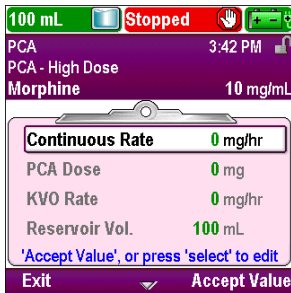 100 mL Stopped
PCA 3:42 PM
PCA - High Dose
Morphine 10 mg/mL
Continuous Rate 0 mg/hr
PCA Dose 0 mg
KVO Rate 0 mg/hr
Reservoir Vol. 100 mL
'Accept Value', or press 'select' to edit
Exit Accept Value